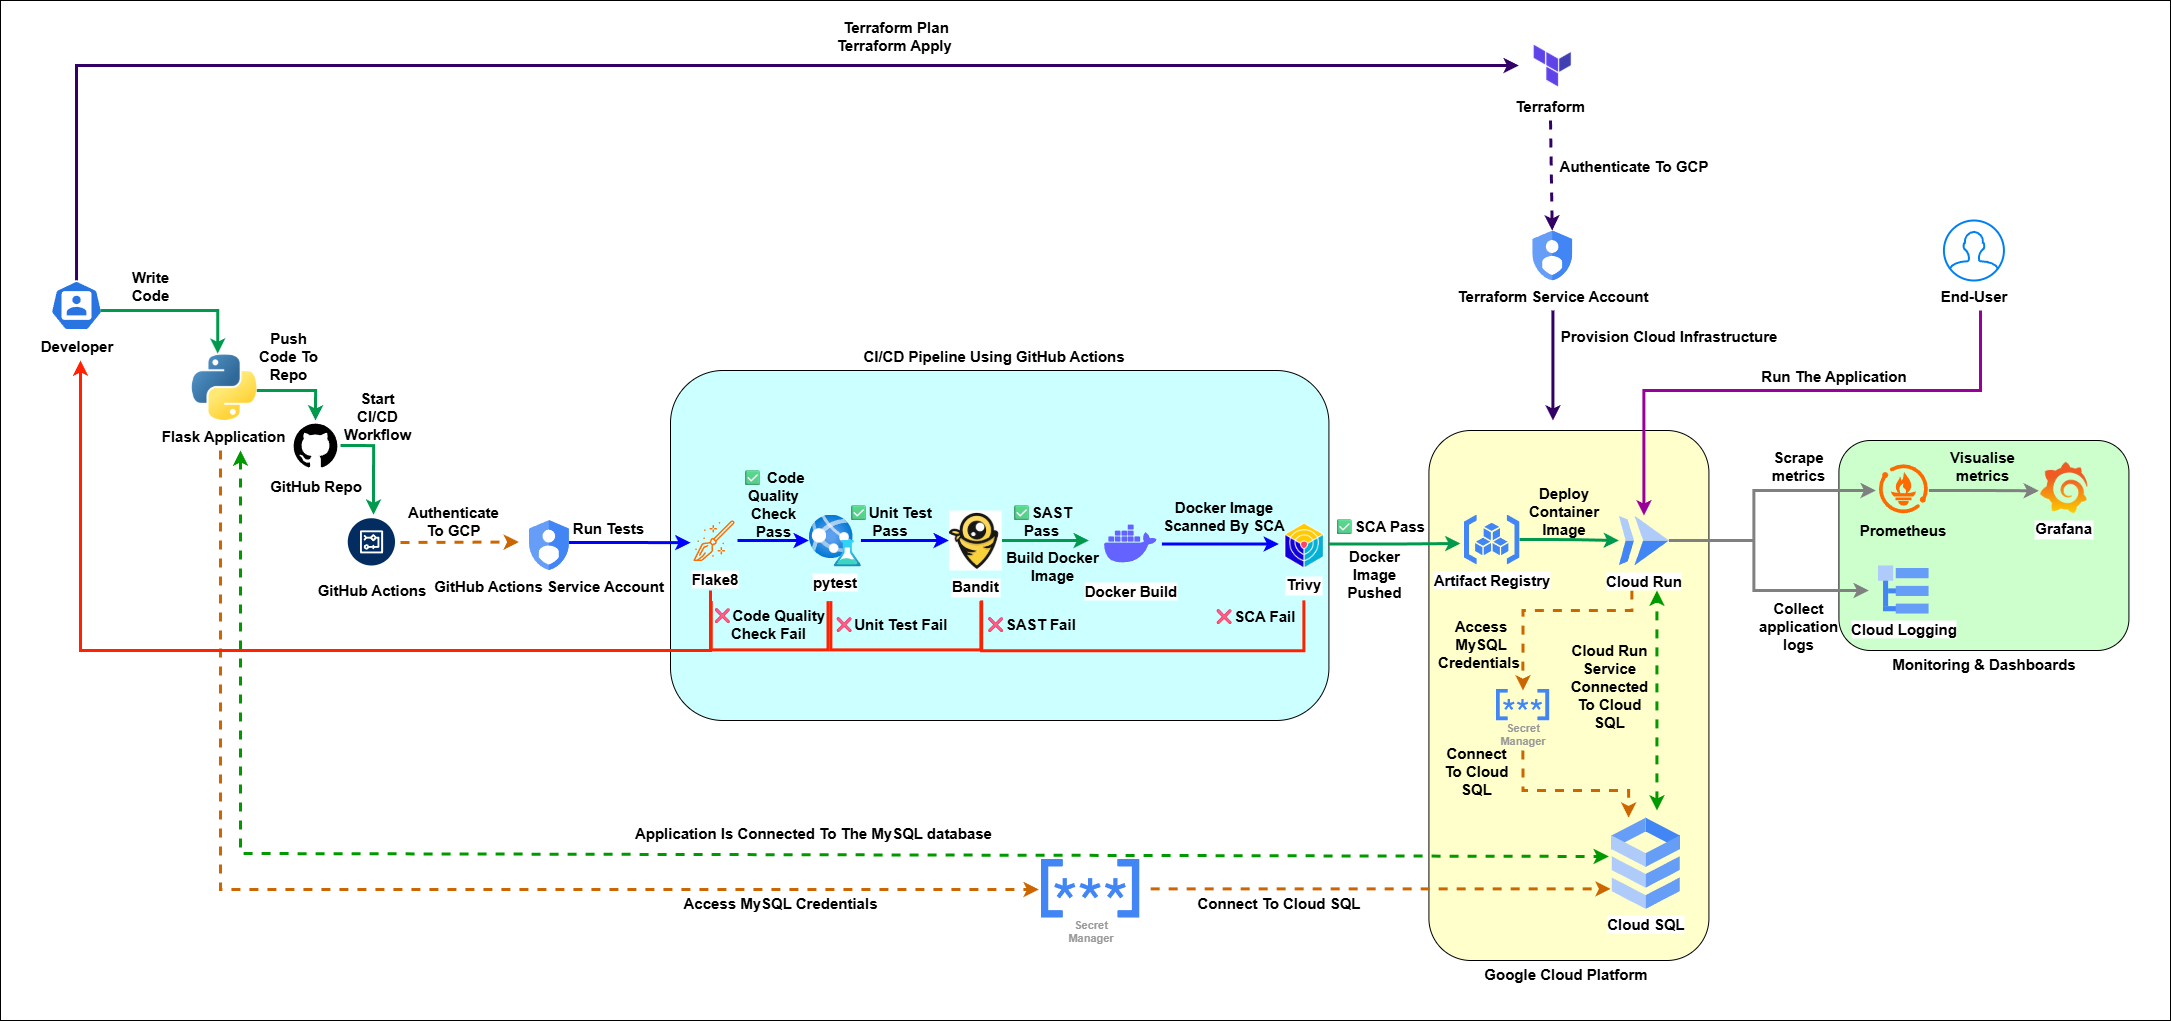 Terraform Plan
Terraform Apply
Terraform
Authenticate To GCP
Terraform Service Account
End-User
Provision Cloud Infrastructure
Run The Application
Write
Code
Developer
Push
Code To
Repo
Flask Application
Start
CI/CD
Workflow
GitHub Repo
GitHub Actions
Authenticate
To GCP
GitHub Actions Service Account
Run Tests
CI/CD Pipeline Using GitHub Actions
Flake8
✅ Code
Quality
Check
Pass
pytest
✅ Unit Test
Pass
Bandit
✅ SAST
Pass
Build Docker
Image
Docker Build
Docker Image
Scanned By SCA
Trivy
❌ Code Quality
Check Fail
❌ Unit Test Fail
❌ SAST Fail
❌ SCA Fail
✅ SCA Pass
Docker
Image
Pushed
Artifact Registry
Deploy
Container
Image
Cloud Run
Access
MySQL
Credentials
***
Secret
Manager
Connect
To Cloud
SQL
Cloud Run
Service
Connected
To Cloud
SQL
Cloud SQL
Google Cloud Platform
Scrape
metrics
Prometheus
Visualise
metrics
Grafana
Collect
application
logs
Cloud Logging
Monitoring & Dashboards
Application Is Connected To The MySQL database
Access MySQL Credentials
***
Secret
Manager
Connect To Cloud SQL